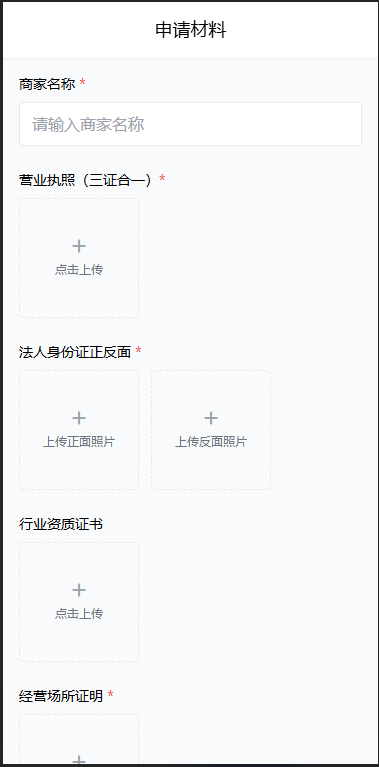 申请材料
商家名称 *
请输入商家名称
营业执照（三证合一）*
+
点击上传
法人身份证正反面 *
+ +
上传正面照片 上传反面照片
行业资质证书
+
点击上传
经营场所证明 *
+